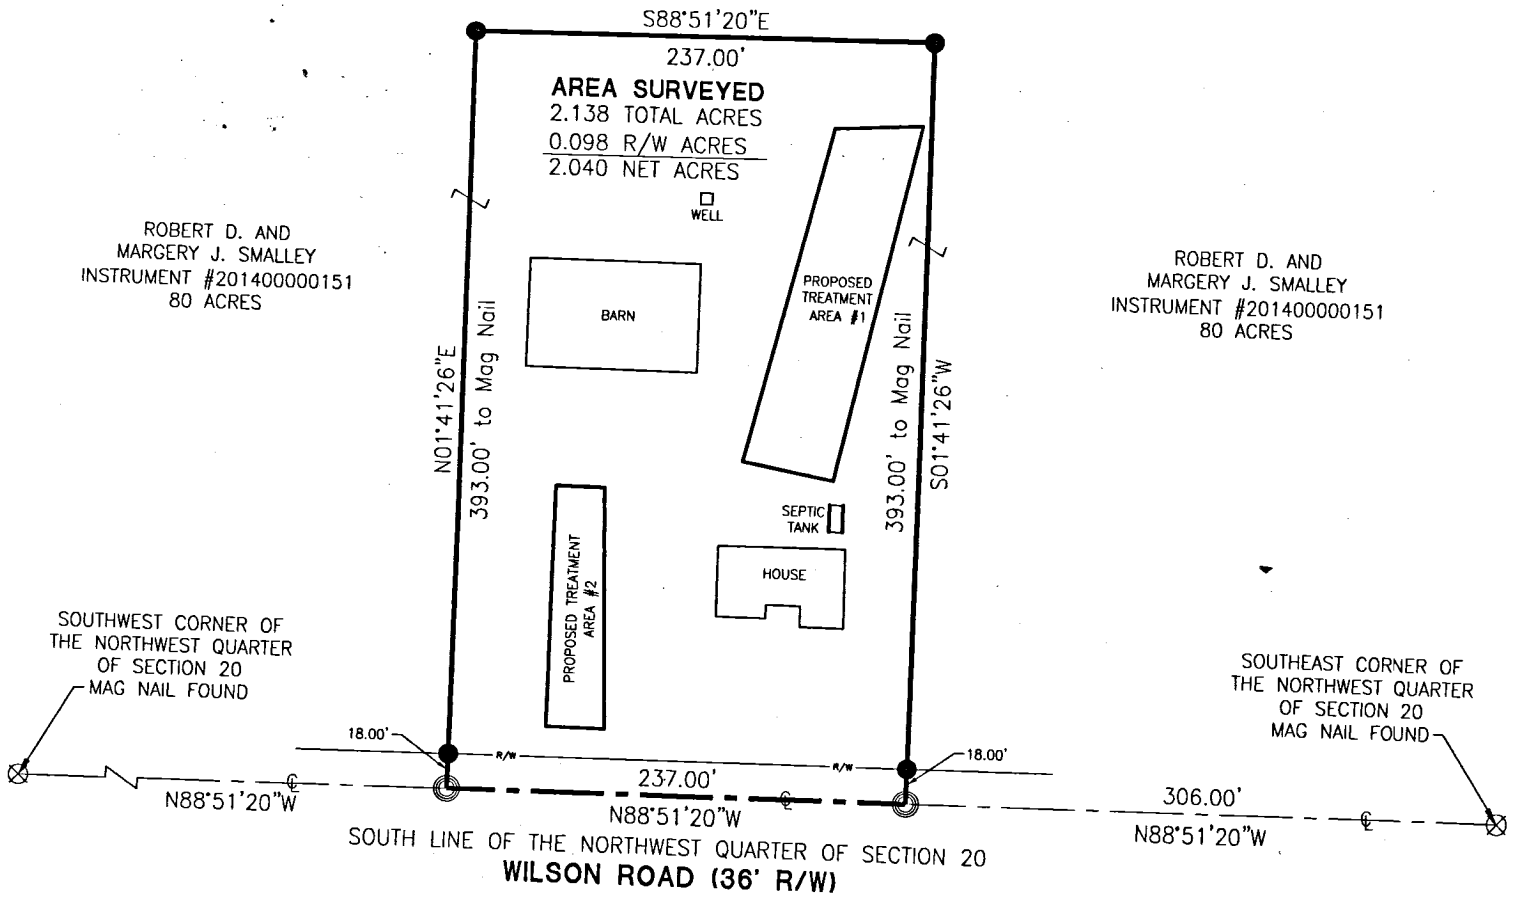 S88°51'20"E
237.00'
AREA SURVEYED
2.138 TOTAL ACRES
0.098 R/W ACRES
2.040 NET ACRES
WELL
ROBERT D. AND
MARGERY J. SMALLEY
INSTRUMENT #201400000151
80 ACRES
ROBERT D. AND
MARGERY J. SMALLEY
INSTRUMENT #201400000151
80 ACRES
BARN
PROPOSED
TREATMENT
AREA #1
N01°41'26"E
393.00' to Mag Nail
393.00' to Mag Nail
S01°41'26"W
SEPTIC
TANK
HOUSE
PROPOSED TREATMENT
AREA #2
SOUTHWEST CORNER OF
THE NORTHWEST QUARTER
OF SECTION 20
MAG NAIL FOUND
SOUTHEAST CORNER OF
THE NORTHWEST QUARTER
OF SECTION 20
MAG NAIL FOUND
18.00'
R/W
R/W
18.00'
℄
237.00'
℄
306.00'
℄
N88°51'20"W
N88°51'20"W
N88°51'20"W
SOUTH LINE OF THE NORTHWEST QUARTER OF SECTION 20
WILSON ROAD (36' R/W)